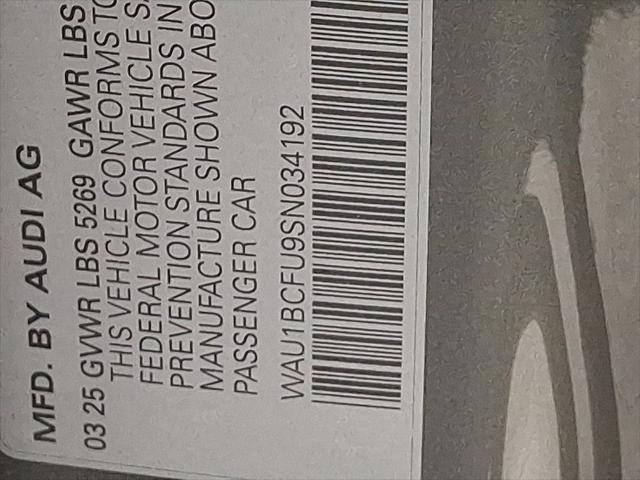 MFD. BY AUDI AG
03 25 GVWR LBS 5269 GAWR LBS
THIS VEHICLE CONFORMS TO
FEDERAL MOTOR VEHICLE
PREVENTION STANDARDS IN
MANUFACTURE SHOWN
PASSENGER CAR
WAU1BCFU9SN034192